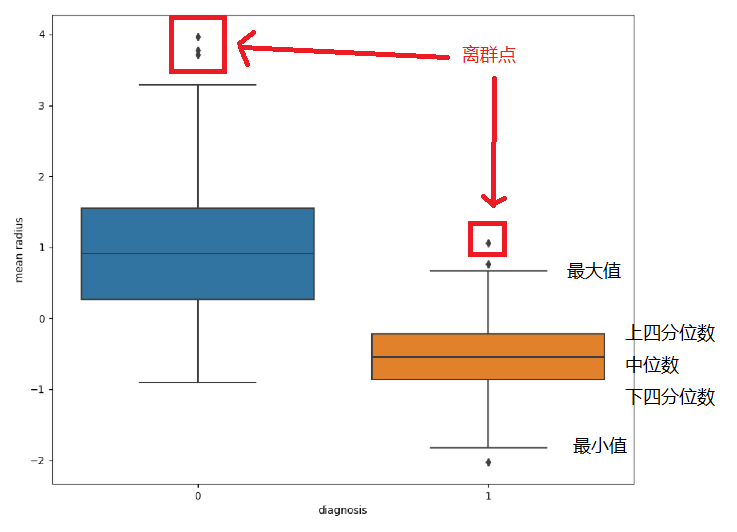 离群点
4
3
2
1
0
−1
−2
mean radius
最大值
上四分位数
中位数
下四分位数
最小值
0
1
diagnosis